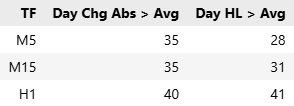 TF Day Chg Abs > Avg Day HL > Avg
M5 35 28
M15 35 31
H1 40 41